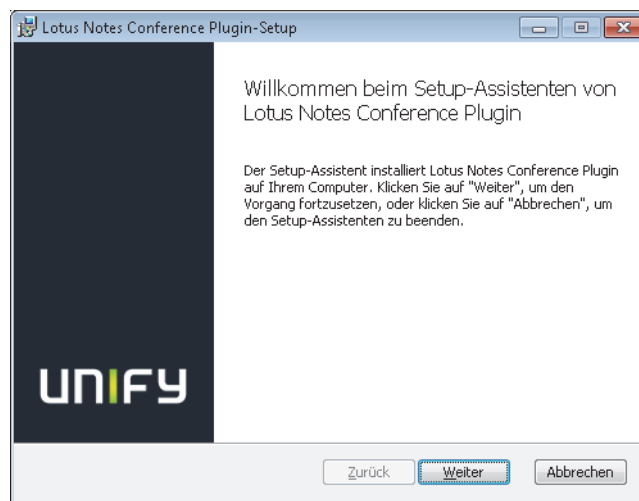 Lotus Notes Conference Plugin-Setup
Willkommen beim Setup-Assistenten von
Lotus Notes Conference Plugin
Der Setup-Assistent installiert Lotus Notes Conference Plugin
auf Ihrem Computer. Klicken Sie auf "Weiter", um den
Vorgang fortzusetzen, oder klicken Sie auf "Abbrechen", um
den Setup-Assistenten zu beenden.
UNIFY
Zurück Weiter Abbrechen